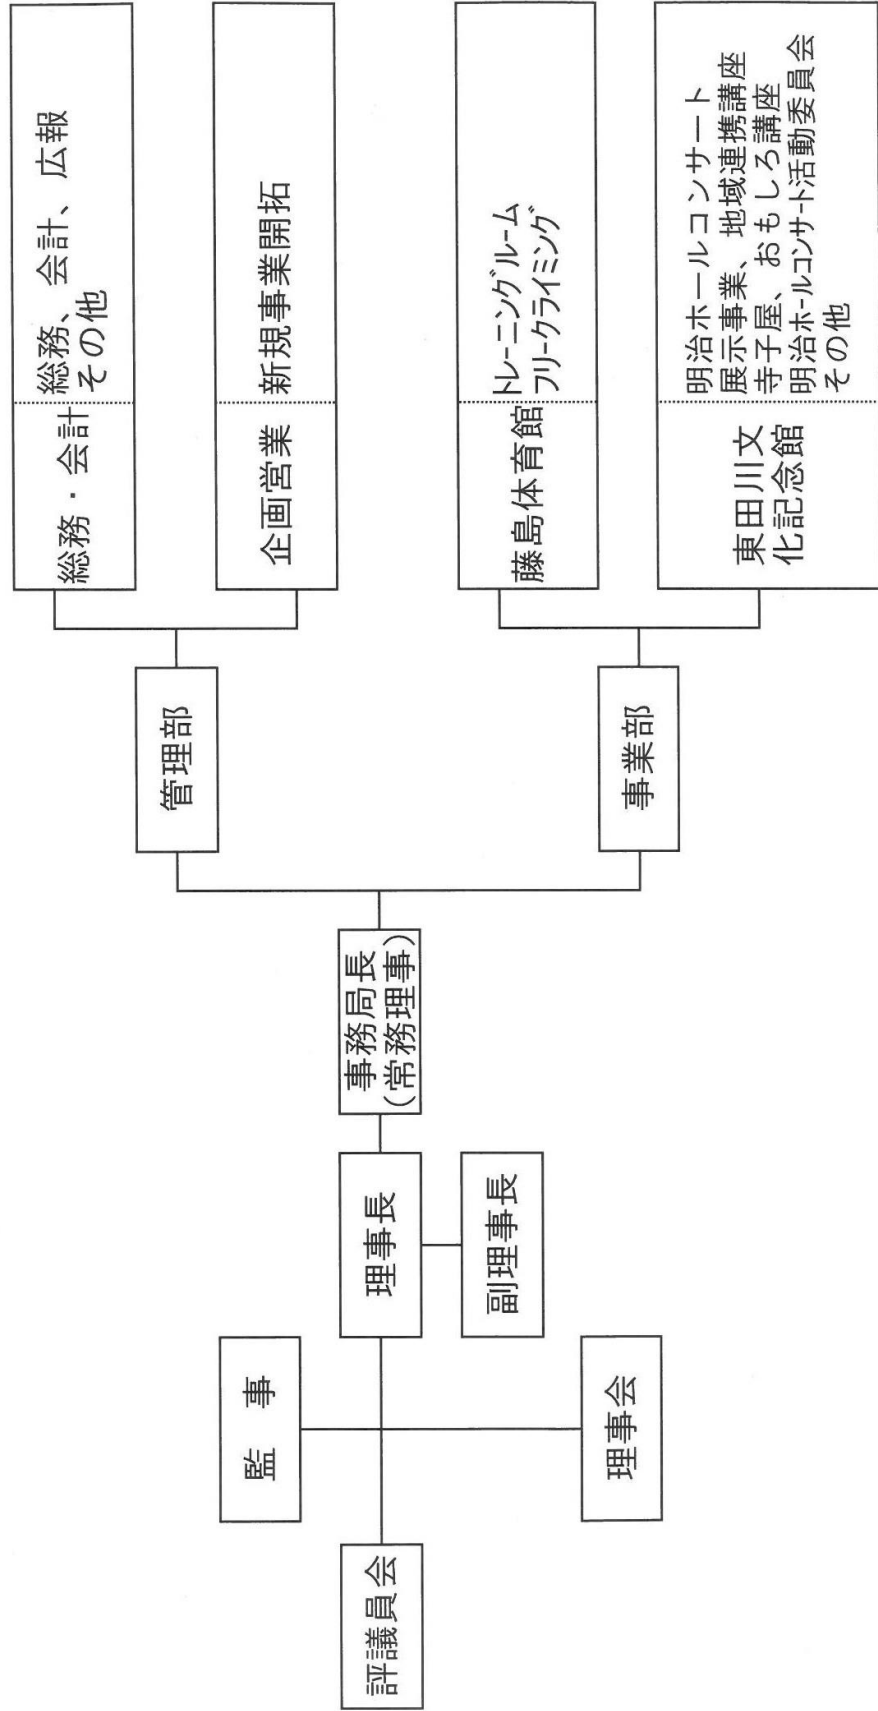 評議員会
監　事
理事会
理事長
副理事長
事務局長
(常務理事)
管理部
総務・会計
総務、会計、広報
その他
企画営業
新規事業開拓
事業部
藤島体育館
トレーニングルーム
フリークライミング
東田川文
化記念館
明治ホールコンサート
展示事業、地域連携講座
寺子屋、おもしろ講座
明治ホールコンサート活動委員会
その他